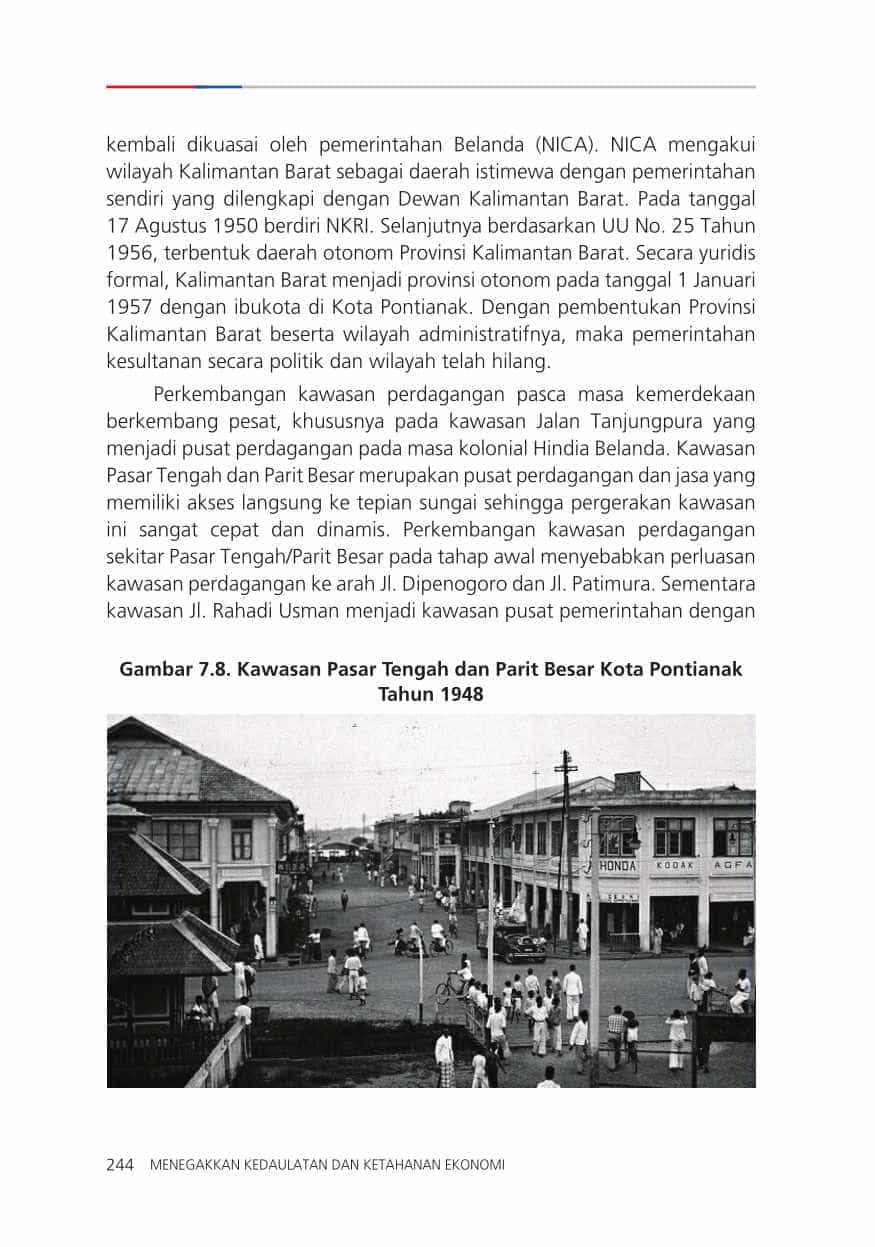 kembali dikuasai oleh pemerintahan Belanda (NICA). NICA mengakui
wilayah Kalimantan Barat sebagai daerah istimewa dengan pemerintahan
sendiri yang dilengkapi dengan Dewan Kalimantan Barat. Pada tanggal
17 Agustus 1950 berdiri NKRI. Selanjutnya berdasarkan UU No. 25 Tahun
1956, terbentuk daerah otonom Provinsi Kalimantan Barat. Secara yuridis
formal, Kalimantan Barat menjadi provinsi otonom pada tanggal 1 Januari
1957 dengan ibukota di Kota Pontianak. Dengan pembentukan Provinsi
Kalimantan Barat beserta wilayah administratifnya, maka pemerintahan
kesultanan secara politik dan wilayah telah hilang.
Perkembangan kawasan perdagangan pasca masa kemerdekaan
berkembang pesat, khususnya pada kawasan Jalan Tanjungpura yang
menjadi pusat perdagangan pada masa kolonial Hindia Belanda. Kawasan
Pasar Tengah dan Parit Besar merupakan pusat perdagangan dan jasa yang
memiliki akses langsung ke tepian sungai sehingga pergerakan kawasan
ini sangat cepat dan dinamis. Perkembangan kawasan perdagangan
sekitar Pasar Tengah/Parit Besar pada tahap awal menyebabkan perluasan
kawasan perdagangan ke arah Jl. Dipenogoro dan Jl. Patimura. Sementara
kawasan Jl. Rahadi Usman menjadi kawasan pusat pemerintahan dengan
Gambar 7.8. Kawasan Pasar Tengah dan Parit Besar Kota Pontianak
Tahun 1948
HONDA KODAK AGFA
244 MENEGAKKAN KEDAULATAN DAN KETAHANAN EKONOMI